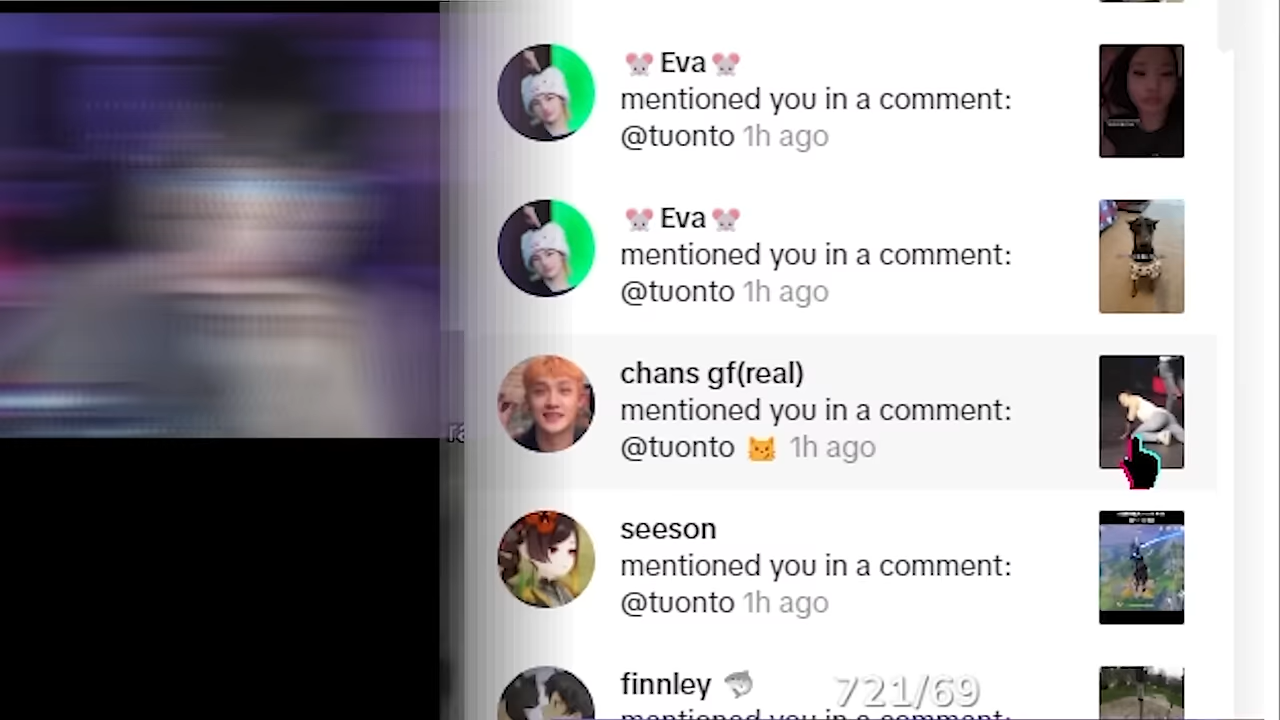 🐭 Eva 🐭
mentioned you in a comment:
@tuonto 1h ago
🐭 Eva 🐭
mentioned you in a comment:
@tuonto 1h ago
chans gf(real)
mentioned you in a comment:
@tuonto 😼 1h ago
seeson
mentioned you in a comment:
@tuonto 1h ago
finnley 🦈
721/69
mentioned you in a comment: